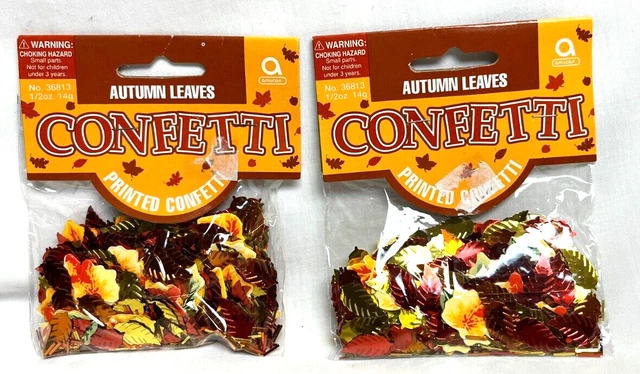 WARNING:
CHOKING HAZARD
Small parts.
Not for children
under 3 years.
No. 36813
1/2oz. 14g
amscan
AUTUMN LEAVES
CONFETTI
PRINTED CONFETTI
WARNING:
CHOKING HAZARD
Small parts.
Not for children
under 3 years.
No. 36813
1/2oz. 14g
amscan
AUTUMN LEAVES
CONFETTI
PRINTED CONFETTI